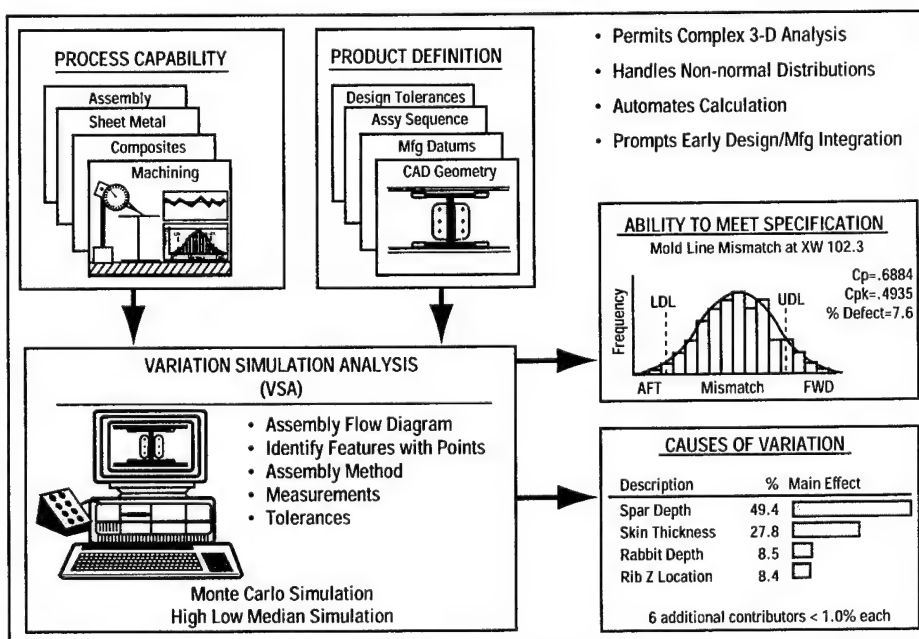 PROCESS CAPABILITY
Assembly
Sheet Metal
Composites
Machining
PRODUCT DEFINITION
Design Tolerances
Assy Sequence
Mfg Datums
CAD Geometry
• Permits Complex 3-D Analysis
• Handles Non-normal Distributions
• Automates Calculation
• Prompts Early Design/Mfg Integration
VARIATION SIMULATION ANALYSIS
(VSA)
• Assembly Flow Diagram
• Identify Features with Points
• Assembly Method
• Measurements
• Tolerances
Monte Carlo Simulation
High Low Median Simulation
ABILITY TO MEET SPECIFICATION
Mold Line Mismatch at XW 102.3
Cp=.6884
Cpk=.4935
% Defect=7.6
LDL
UDL
Frequency
AFT Mismatch FWD
CAUSES OF VARIATION
Description % Main Effect
Spar Depth 49.4
Skin Thickness 27.8
Rabbit Depth 8.5
Rib Z Location 8.4
6 additional contributors < 1.0% each